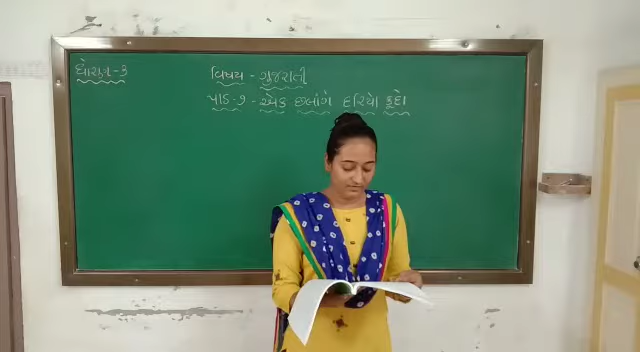 ધોરણ-૩
વિષય - ગુજરાતી
પાઠ-૭ - એક છલાંગે દરિયો કૂદ્યો